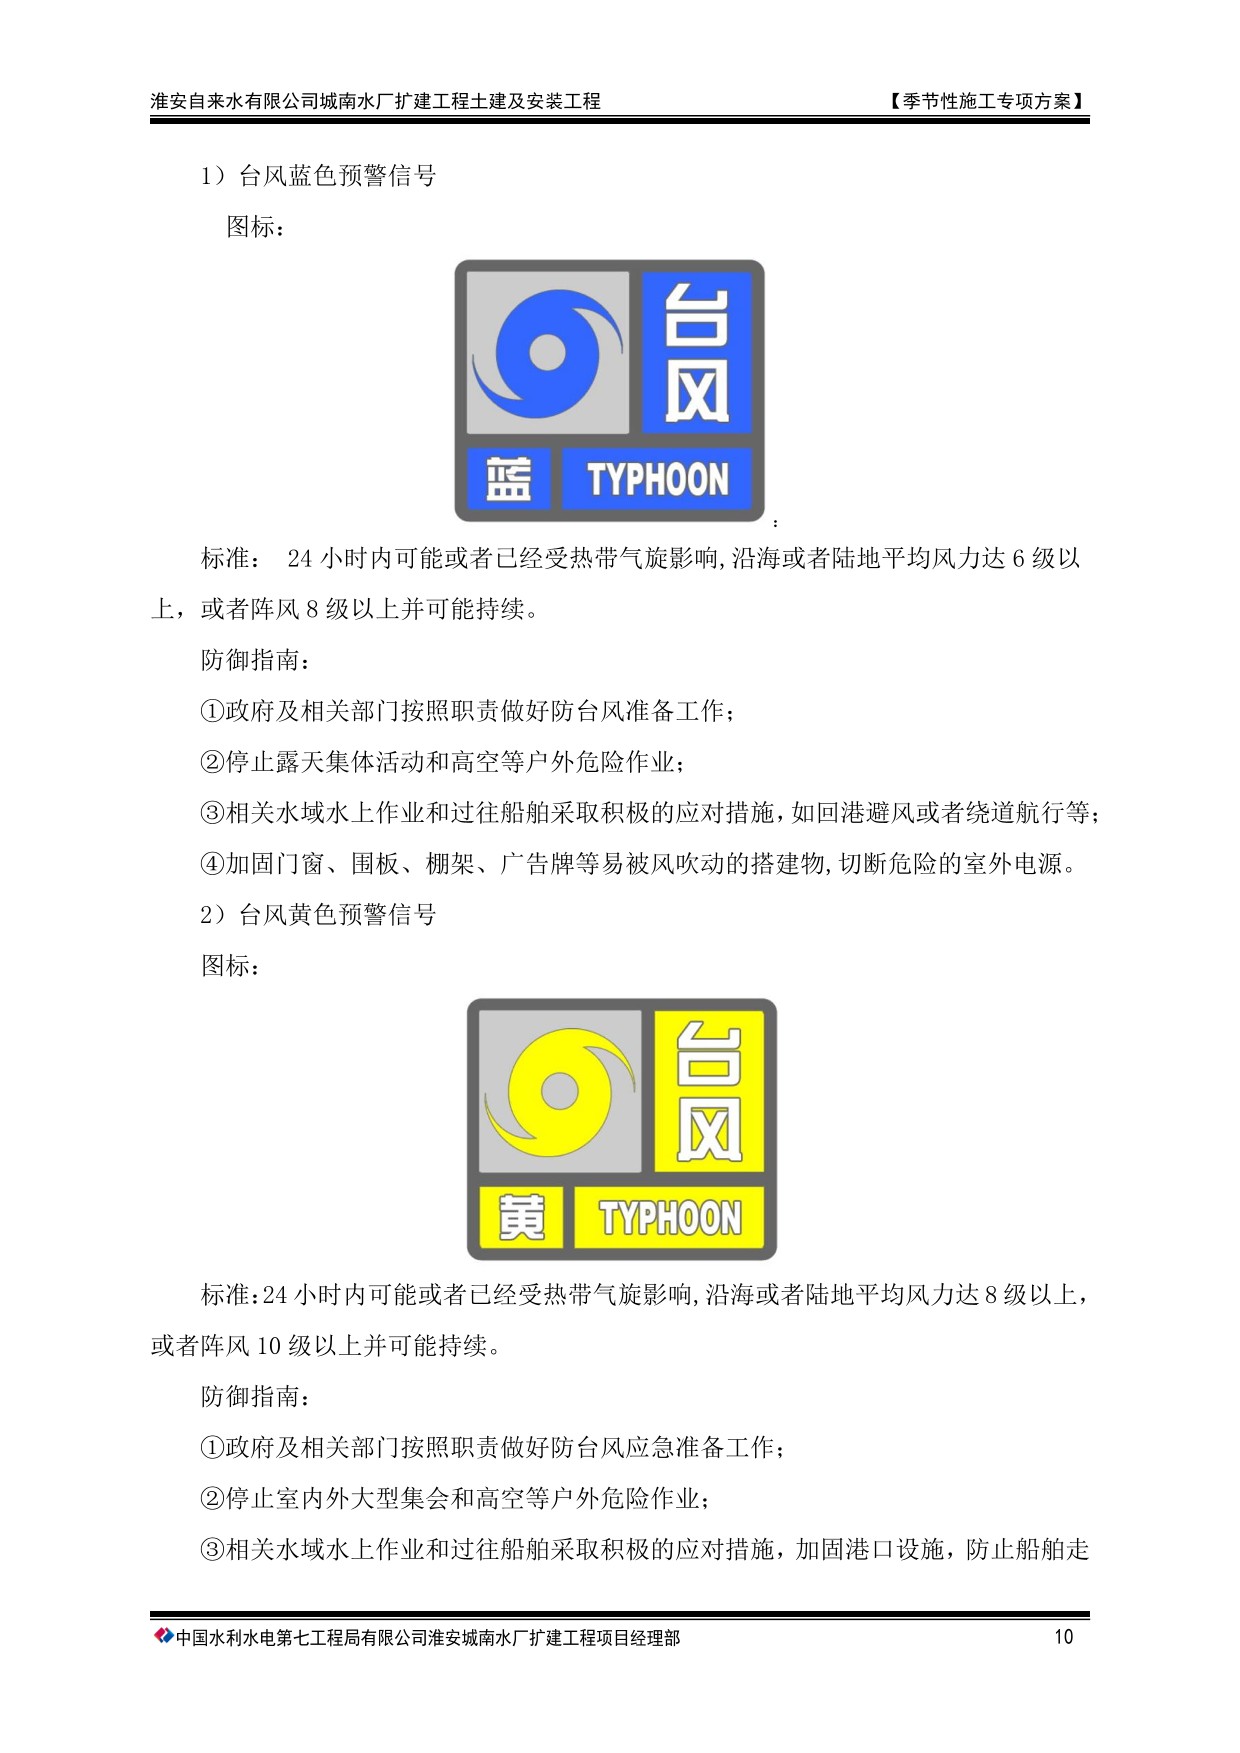 淮安自来水有限公司城南水厂扩建工程土建及安装工程 【季节性施工专项方案】
1）台风蓝色预警信号
图标：
台
风
蓝 TYPHOON
：
标准： 24 小时内可能或者已经受热带气旋影响,沿海或者陆地平均风力达 6 级以
上，或者阵风 8 级以上并可能持续。
防御指南：
①政府及相关部门按照职责做好防台风准备工作；
②停止露天集体活动和高空等户外危险作业；
③相关水域水上作业和过往船舶采取积极的应对措施，如回港避风或者绕道航行等；
④加固门窗、围板、棚架、广告牌等易被风吹动的搭建物,切断危险的室外电源。
2）台风黄色预警信号
图标：
台
风
黄 TYPHOON
标准：24 小时内可能或者已经受热带气旋影响,沿海或者陆地平均风力达 8 级以上，
或者阵风 10 级以上并可能持续。
防御指南：
①政府及相关部门按照职责做好防台风应急准备工作；
②停止室内外大型集会和高空等户外危险作业；
③相关水域水上作业和过往船舶采取积极的应对措施，加固港口设施，防止船舶走
中国水利水电第七工程局有限公司淮安城南水厂扩建工程项目经理部 10